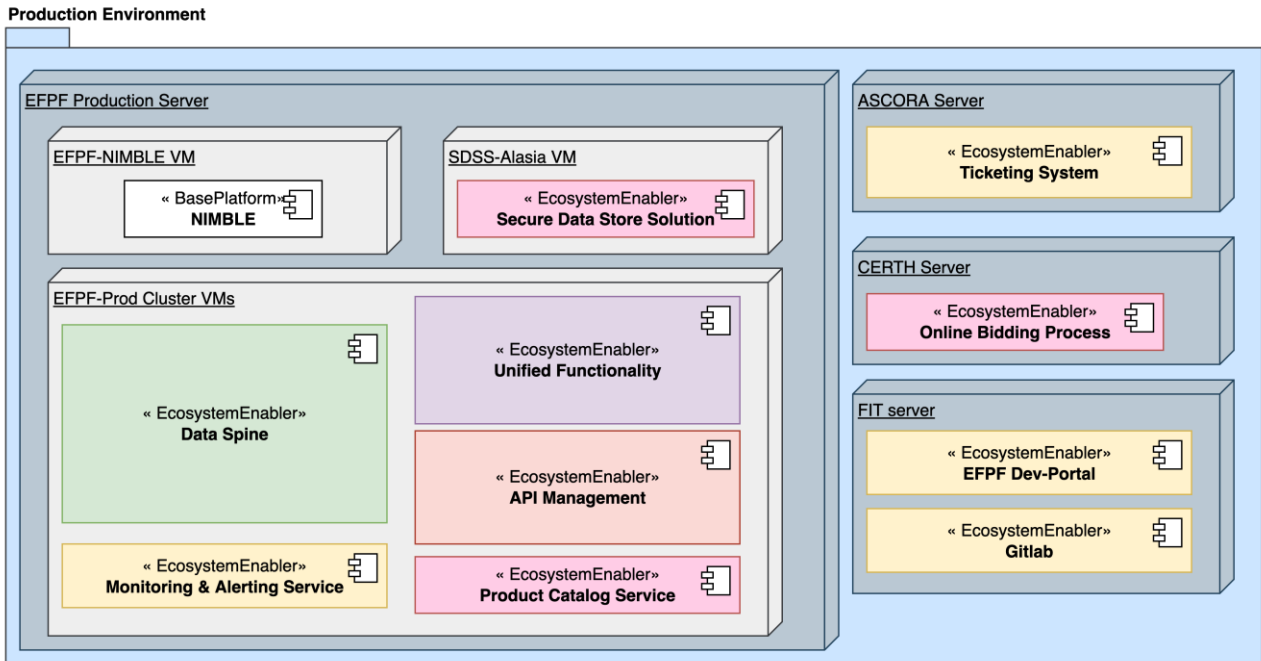 Production Environment
EFPF Production Server
EFPF-NIMBLE VM
« BasePlatform»
NIMBLE
SDSS-Alasia VM
« EcosystemEnabler»
Secure Data Store Solution
EFPF-Prod Cluster VMs
« EcosystemEnabler»
Data Spine
« EcosystemEnabler»
Monitoring & Alerting Service
« EcosystemEnabler»
Unified Functionality
« EcosystemEnabler»
API Management
« EcosystemEnabler»
Product Catalog Service
ASCORA Server
« EcosystemEnabler»
Ticketing System
CERTH Server
« EcosystemEnabler»
Online Bidding Process
FIT server
« EcosystemEnabler»
EFPF Dev-Portal
« EcosystemEnabler»
Gitlab